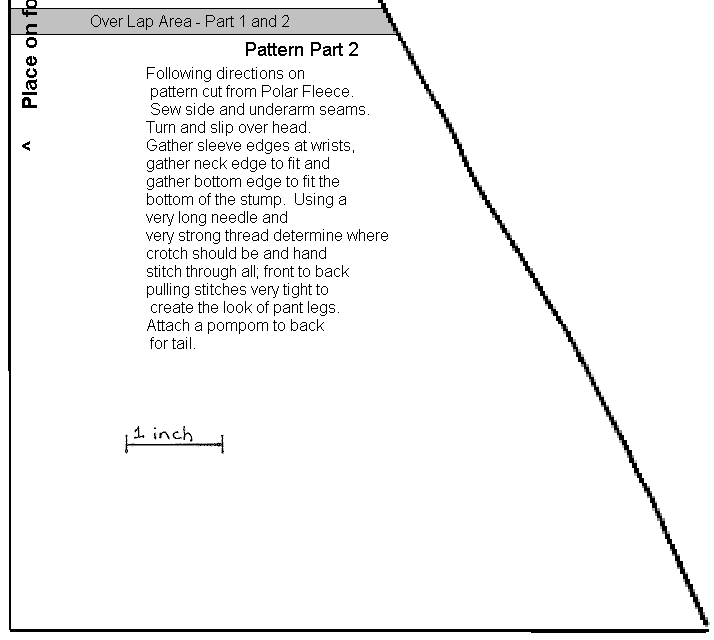 Over Lap Area - Part 1 and 2
Place on fo
>
Pattern Part 2
Following directions on
pattern cut from Polar Fleece.
Sew side and underarm seams.
Turn and slip over head.
Gather sleeve edges at wrists,
gather neck edge to fit and
gather bottom edge to fit the
bottom of the stump.  Using a
very long needle and
very strong thread determine where
crotch should be and hand
stitch through all; front to back
pulling stitches very tight to
create the look of pant legs.
Attach a pompom to back
for tail.
1 inch